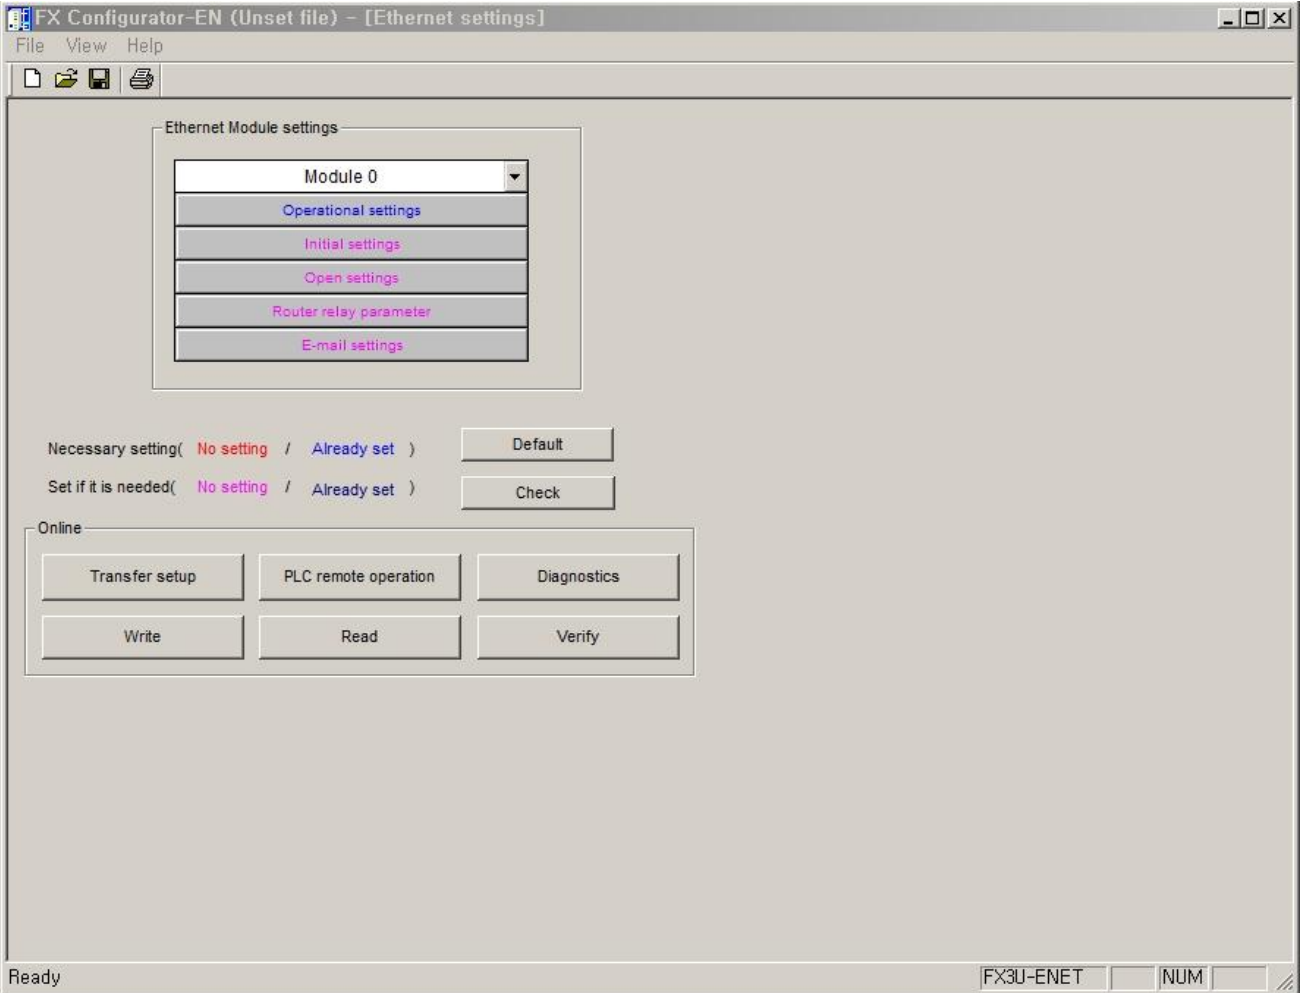 FX Configurator-EN (Unset file) - [Ethernet settings]
File View Help
Ethernet Module settings
Module 0
Operational settings
Initial settings
Open settings
Router relay parameter
E-mail settings
Necessary setting( No setting / Already set )
Default
Set if it is needed( No setting / Already set )
Check
Online
Transfer setup PLC remote operation Diagnostics
Write Read Verify
Ready FX3U-ENET NUM